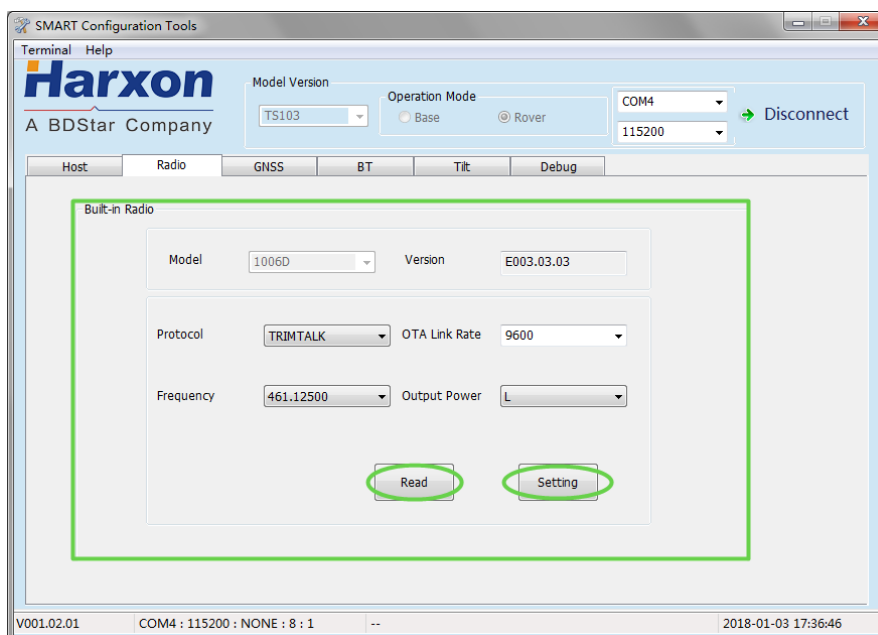 SMART Configuration Tools
Terminal Help
Harxon
A BDStar Company
Model Version
TS103
Operation Mode
Base Rover
COM4
115200
Disconnect
Host Radio GNSS BT Tilt Debug
Built-in Radio
Model 1006D Version E003.03.03
Protocol TRIMTALK OTA Link Rate 9600
Frequency 461.12500 Output Power L
Read Setting
V001.02.01 COM4 : 115200 : NONE : 8 : 1 -- 2018-01-03 17:36:46